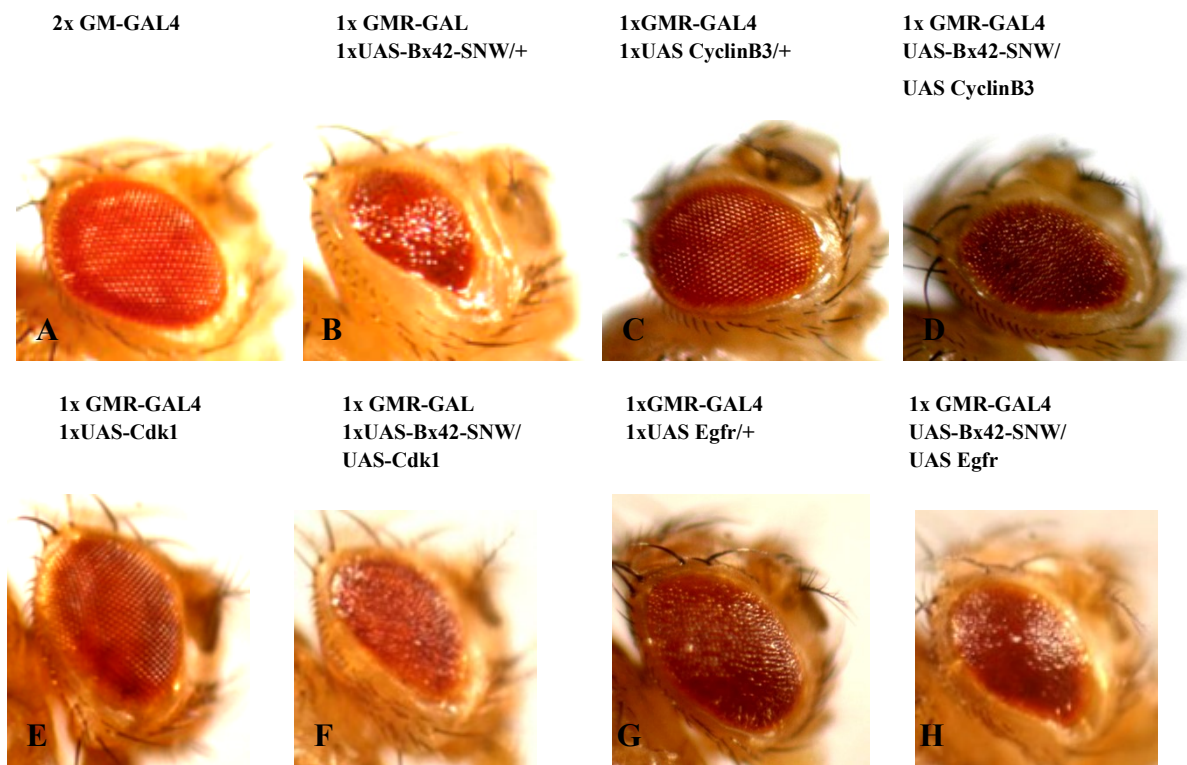 2x GM-GAL4
1x GMR-GAL
1xUAS-Bx42-SNW/+
1xGMR-GAL4
1xUAS CyclinB3/+
1x GMR-GAL4
UAS-Bx42-SNW/
UAS CyclinB3
A
B
C
D
1x GMR-GAL4
1xUAS-Cdk1
1x GMR-GAL
1xUAS-Bx42-SNW/
UAS-Cdk1
1xGMR-GAL4
1xUAS Egfr/+
1x GMR-GAL4
UAS-Bx42-SNW/
UAS Egfr
E
F
G
H